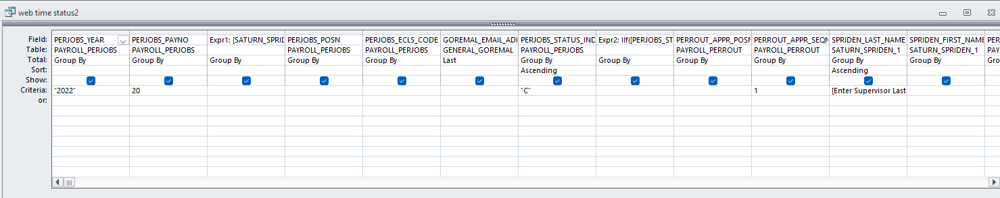 web time status2
Field: PERJOBS_YEAR PERJOBS_PAYNO Expr1: [SATURN_SPRID PERJOBS_POSN PERJOBS_ECLS_CODE GOREMAL_EMAIL_ADI PERJOBS_STATUS_IND Expr2: IIf([PERJOBS_ST PERROUT_APPR_POSN PERROUT_APPR_SEQN SPRIDEN_LAST_NAME SPRIDEN_FIRST_NAME PER
Table: PAYROLL_PERJOBS PAYROLL_PERJOBS PAYROLL_PERJOBS PAYROLL_PERJOBS GENERAL_GOREMAL PAYROLL_PERJOBS PAYROLL_PERROUT PAYROLL_PERROUT SATURN_SPRIDEN_1 SATURN_SPRIDEN_1 PAY
Total: Group By Group By Group By Group By Group By Last Group By Group By Group By Group By Group By Group By Grou
Sort: Ascending Ascending
Show:
Criteria: "2022" 20 "C" 1 [Enter Supervisor Last
or: